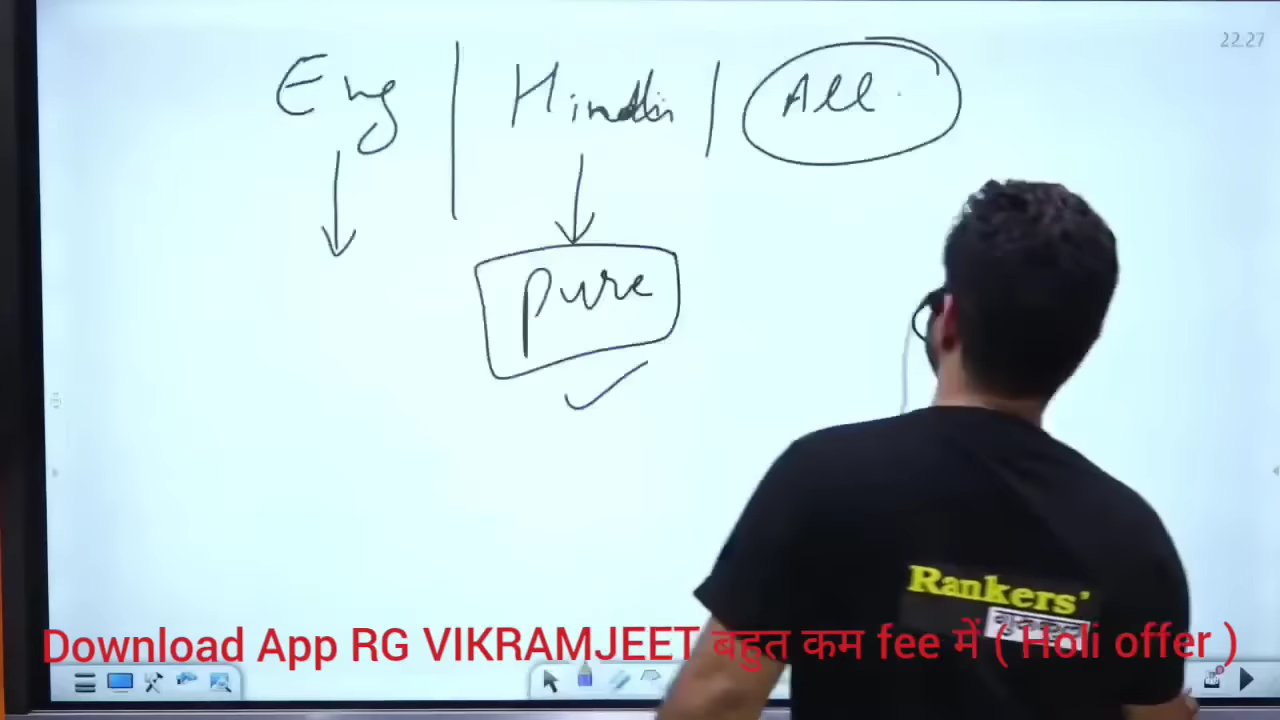 22.27
Eng | Hindi | All
Pure
Rankers'
गुरुकुल
Download App RG VIKRAMJEET बहुत कम fee में ( Holi offer )